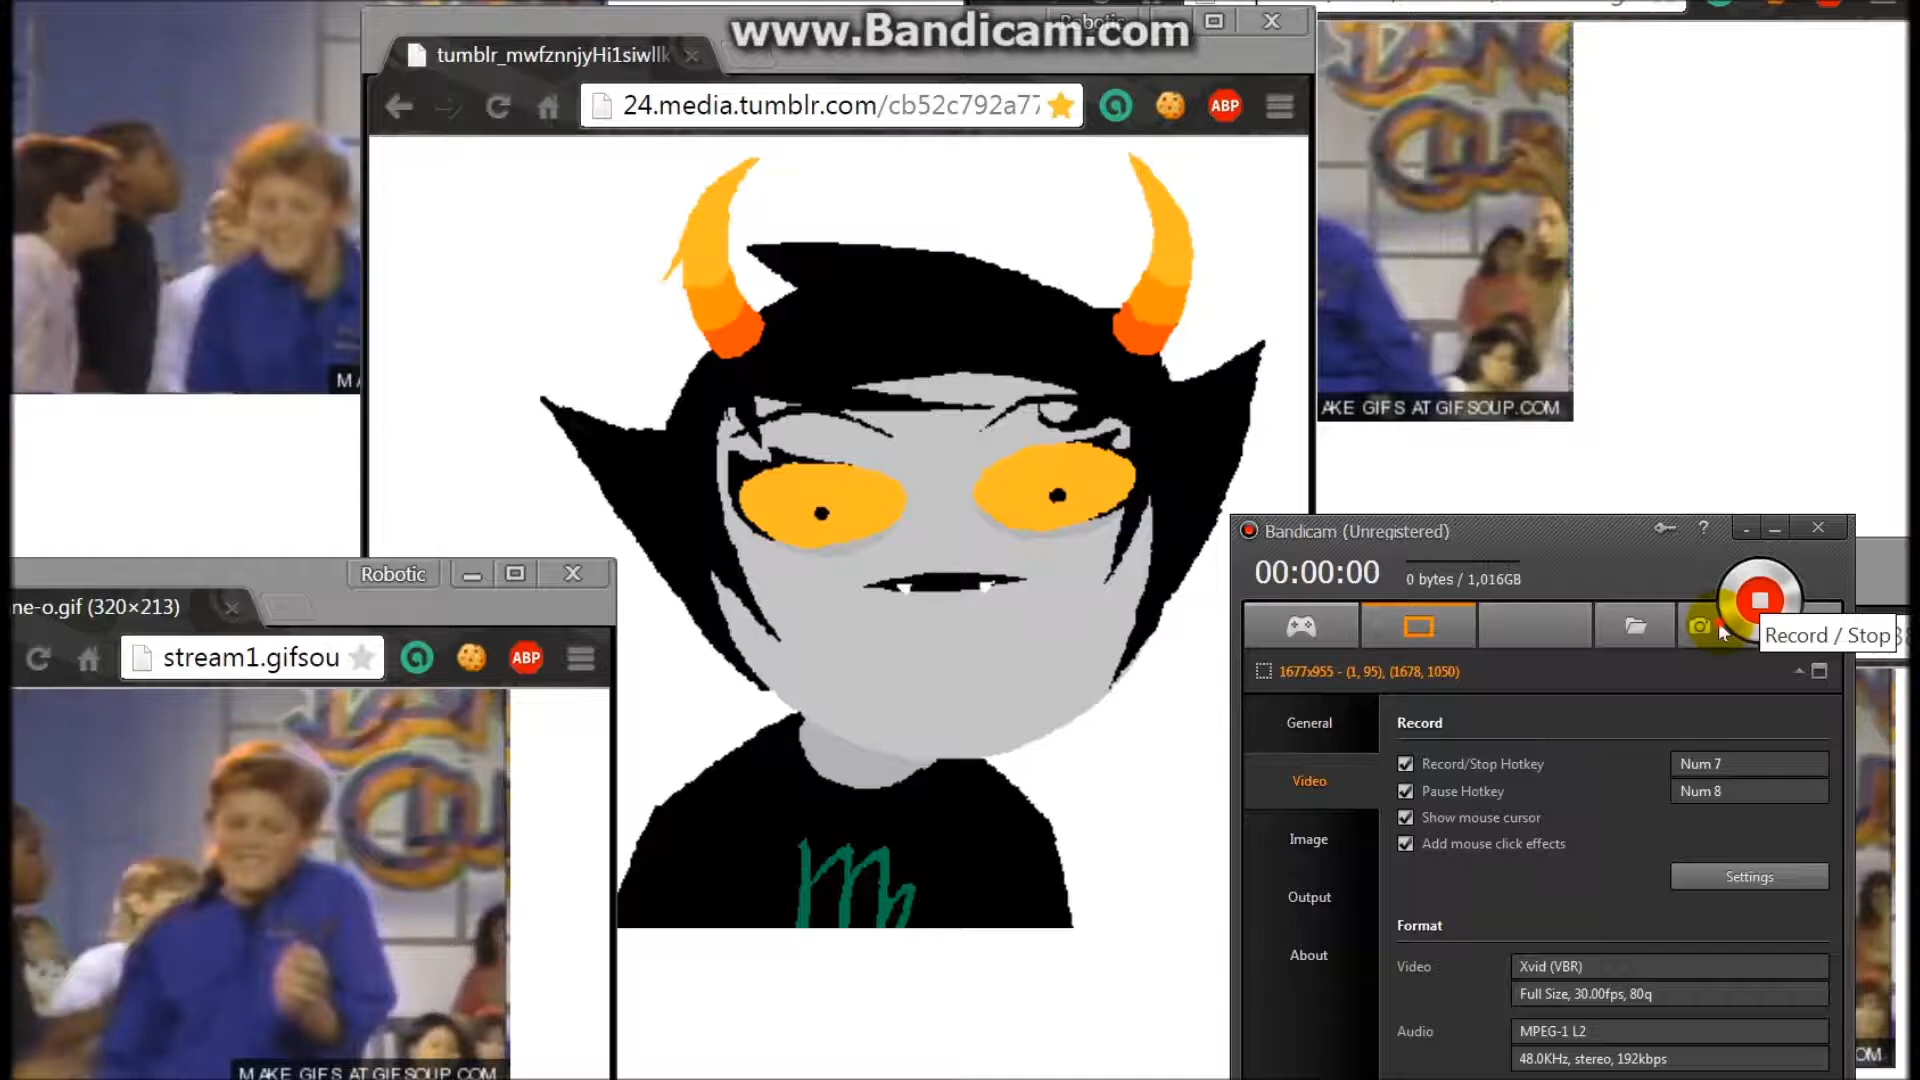 www.Bandicam.com
Robotic
tumblr_mwfznnjyHi1siwllk
24.media.tumblr.com/cb52c792a77
ABP
MA
AKE GIFS AT GIFSOUP.COM
Robotic
ne-o.gif (320×213)
stream1.gifsou
ABP
MAKE GIFS AT GIFSOUP.COM
Bandicam (Unregistered)
00:00:00
0 bytes / 1,016GB
Record / Stop
1677x955 - (1, 95), (1678, 1050)
General
Video
Image
Output
About
Record
Record/Stop Hotkey
Num 7
Pause Hotkey
Num 8
Show mouse cursor
Add mouse click effects
Settings
Format
Video
Xvid (VBR)
Full Size, 30.00fps, 80q
Audio
MPEG-1 L2
48.0KHz, stereo, 192kbps
OM